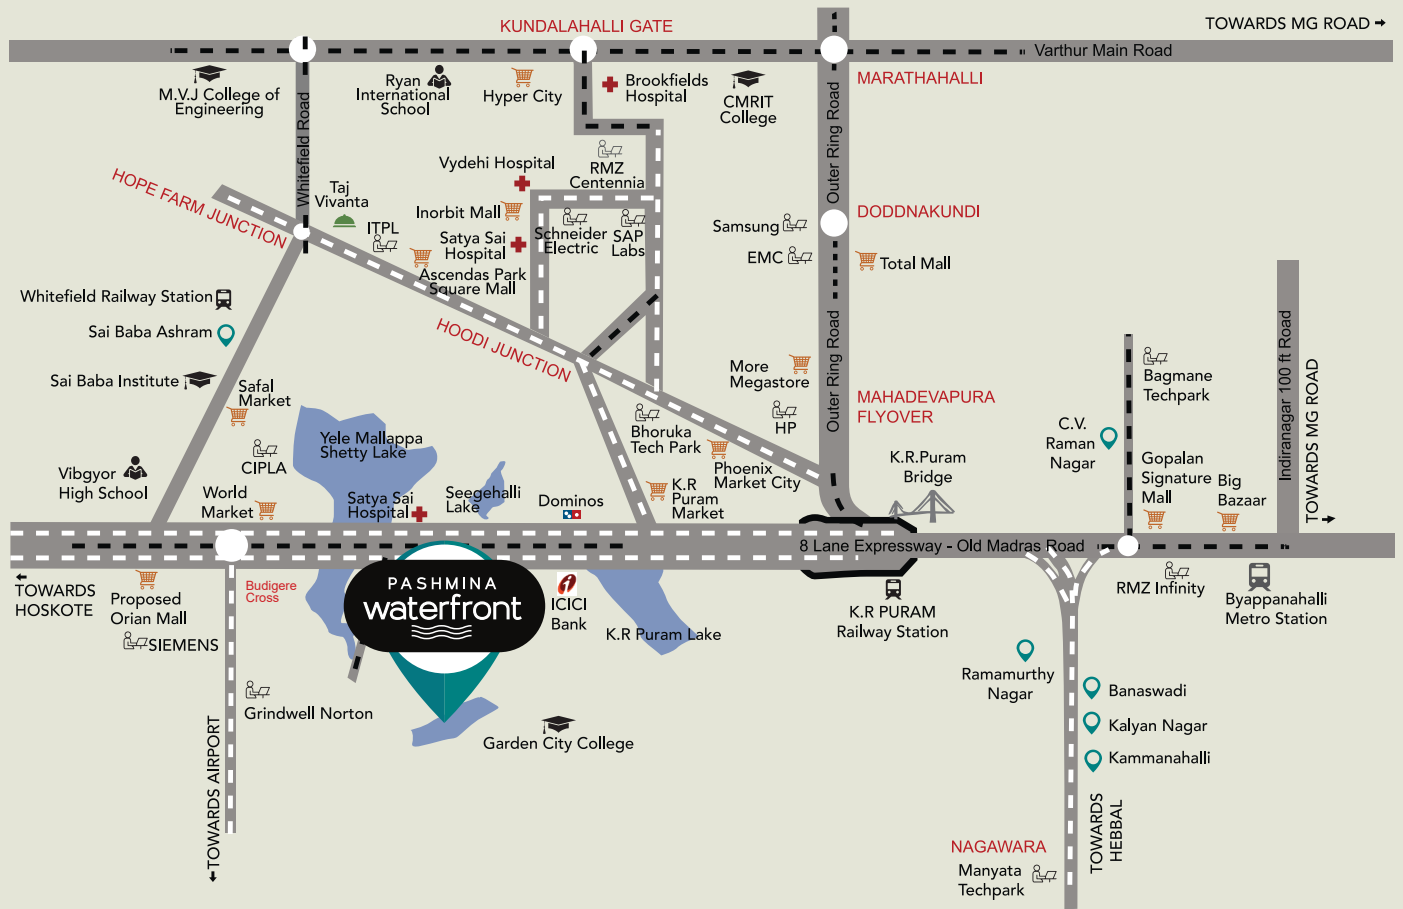 TOWARDS MG ROAD
KUNDALAHALLI GATE
Varthur Main Road
MARATHAHALLI
M.V.J College of
Engineering
Whitefield Road
Ryan
International
School
Hyper City
Brookfields
Hospital
CMRIT
College
Outer Ring Road
HOPE FARM JUNCTION
Taj
Vivanta
ITPL
Vydehi Hospital
RMZ
Centennia
Inorbit Mall
Satya Sai
Hospital
Schneider
Electric
SAP
Labs
Ascendas Park
Square Mall
Samsung
DODDNAKUNDI
EMC
Total Mall
Whitefield Railway Station
Sai Baba Ashram
HOODI JUNCTION
Sai Baba Institute
Safal
Market
More
Megastore
HP
Outer Ring Road
MAHADEVAPURA
FLYOVER
Bagmane
Techpark
Indiranagar 100 ft Road
TOWARDS MG ROAD
C.V.
Raman
Nagar
Yele Mallappa
Shetty Lake
Bhoruka
Tech Park
Phoenix
Market City
K.R.Puram
Bridge
Gopalan
Signature
Mall
Big
Bazaar
CIPLA
Vibgyor
High School
World
Market
Satya Sai
Hospital
Seegehalli
Lake
Dominos
K.R
Puram
Market
8 Lane Expressway - Old Madras Road
TOWARDS
HOSKOTE
Proposed
Orian Mall
SIEMENS
Budigere
Cross
PASHMINA
waterfront
ICICI
Bank
K.R Puram Lake
K.R PURAM
Railway Station
RMZ Infinity
Byappanahalli
Metro Station
Ramamurthy
Nagar
Banaswadi
Kalyan Nagar
Kammanahalli
Grindwell Norton
Garden City College
TOWARDS AIRPORT
TOWARDS
HEBBAL
NAGAWARA
Manyata
Techpark